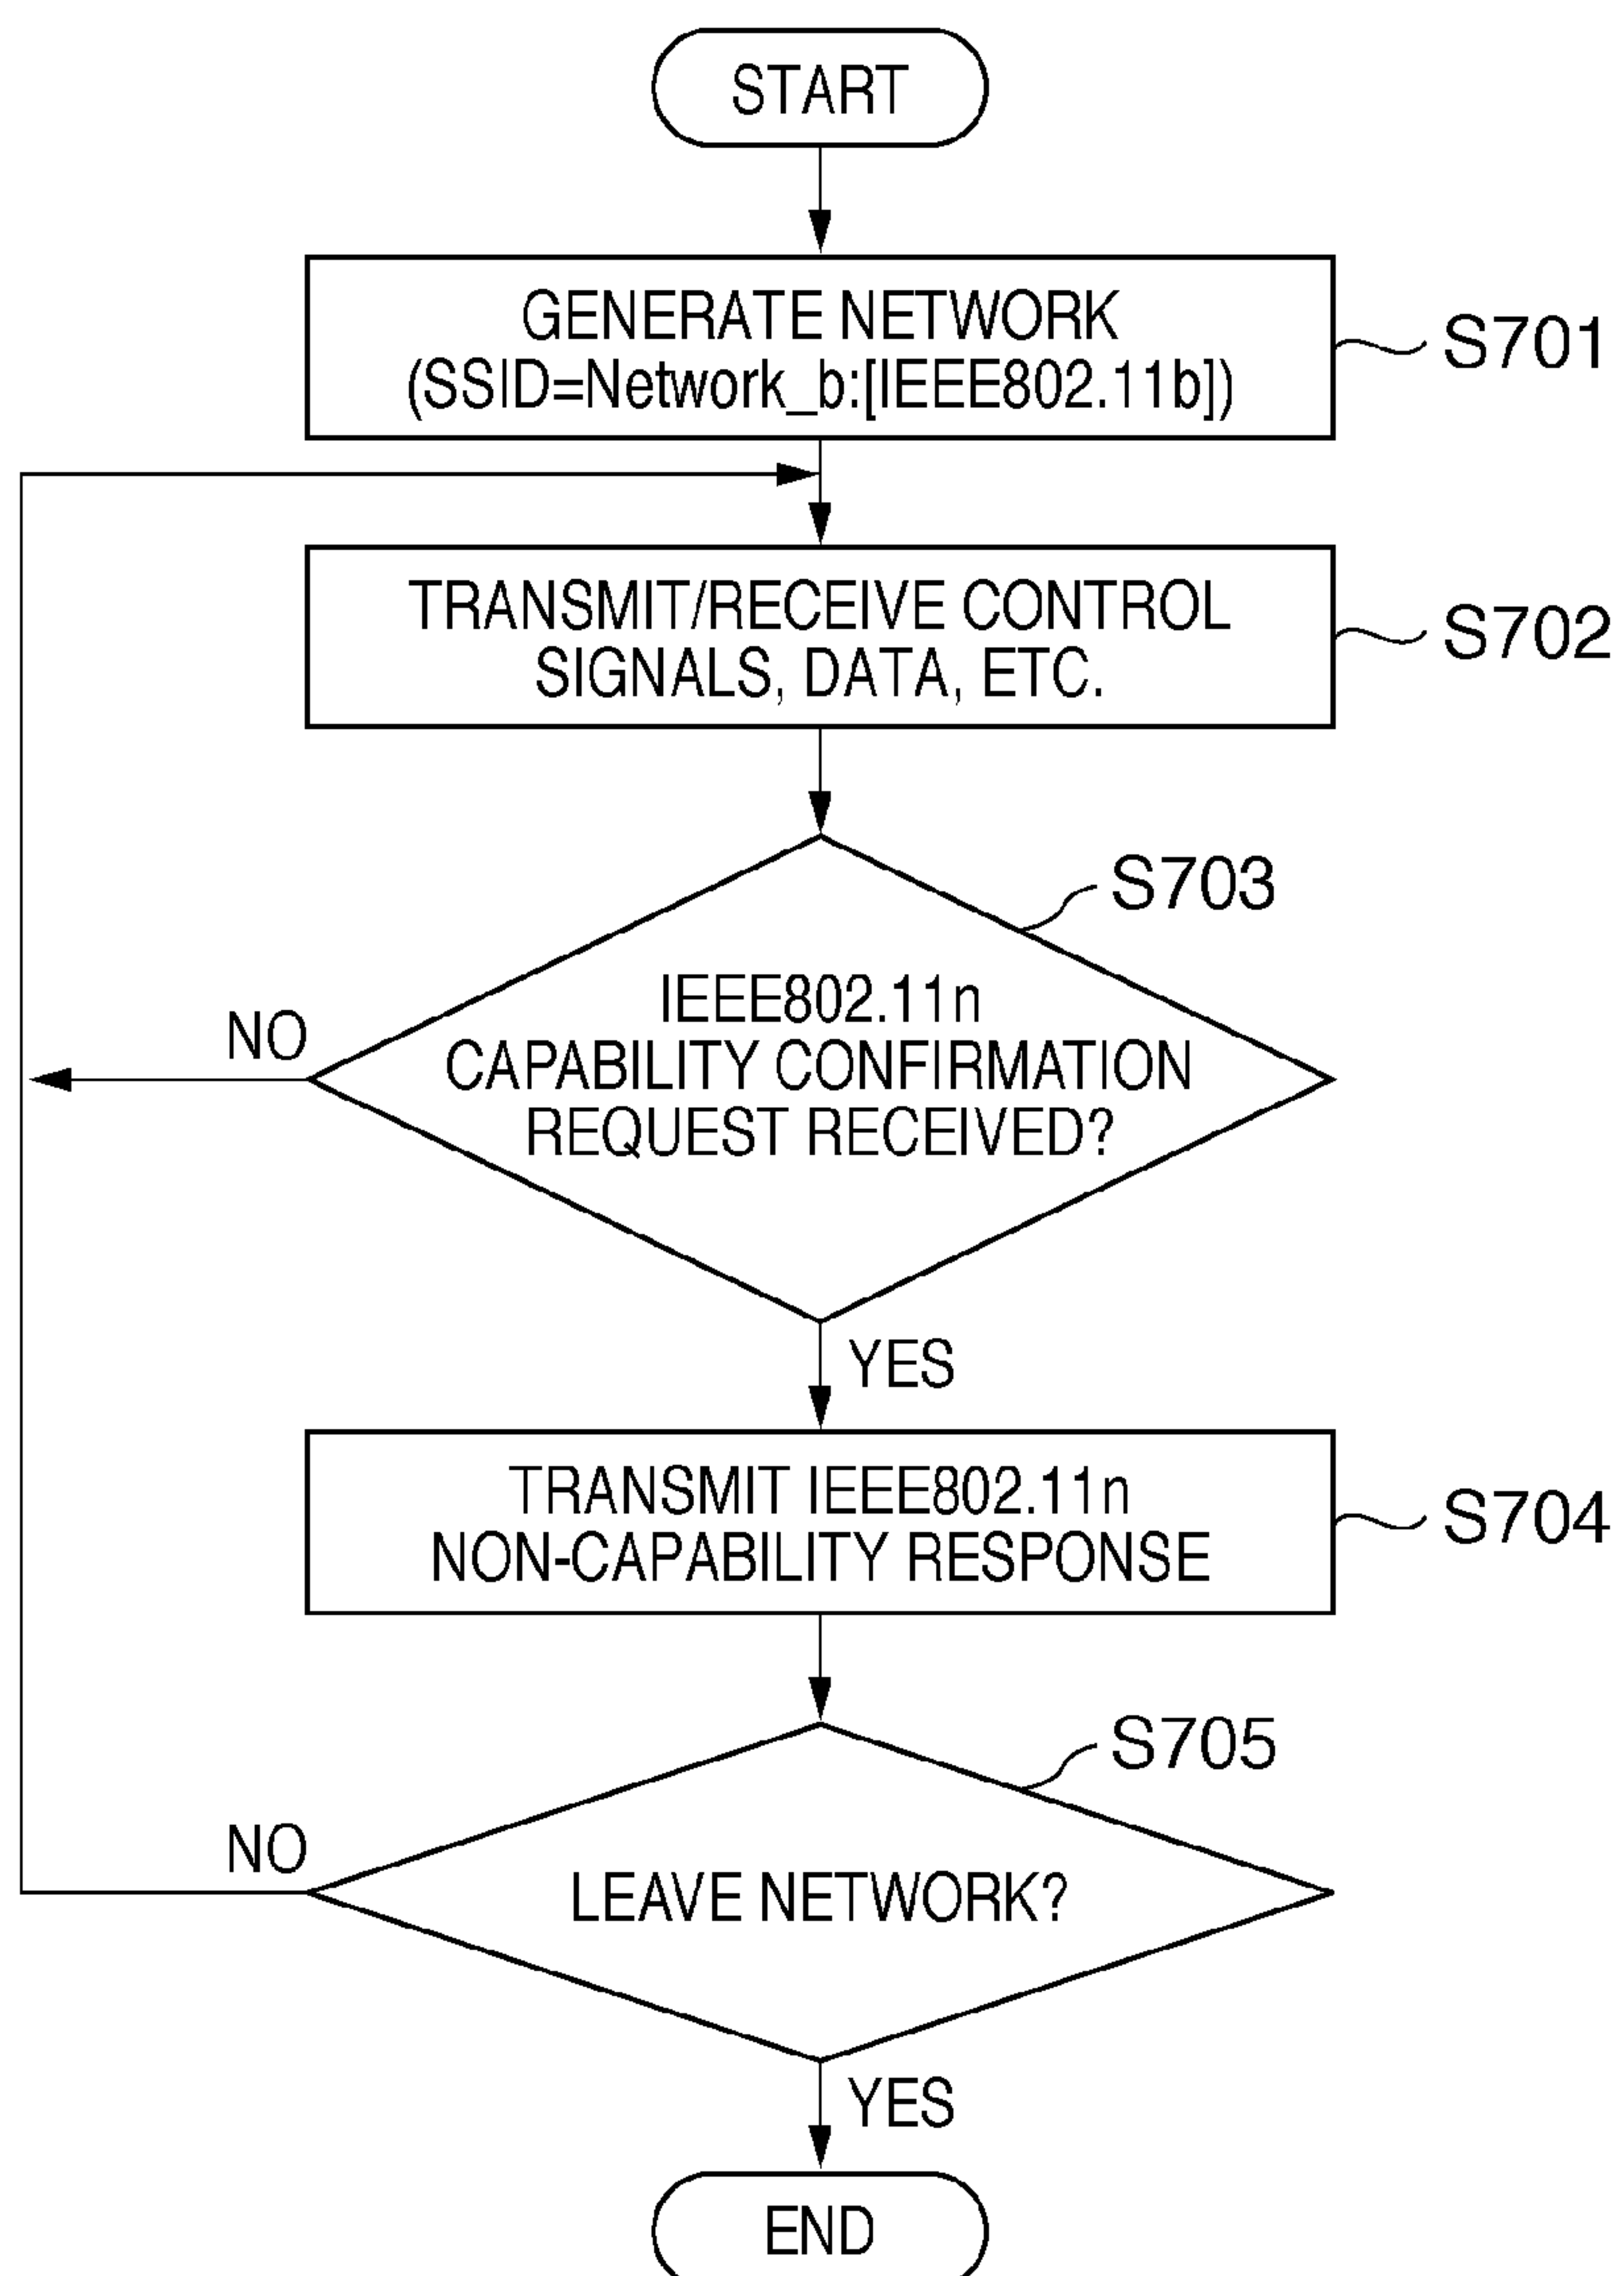 START
GENERATE NETWORK
(SSID=Network_b:[IEEE802.11b])
S701
TRANSMIT/RECEIVE CONTROL
SIGNALS, DATA, ETC.
S702
S703
IEEE802.11n
CAPABILITY CONFIRMATION
REQUEST RECEIVED?
NO
YES
TRANSMIT IEEE802.11n
NON-CAPABILITY RESPONSE
S704
S705
LEAVE NETWORK?
NO
YES
END